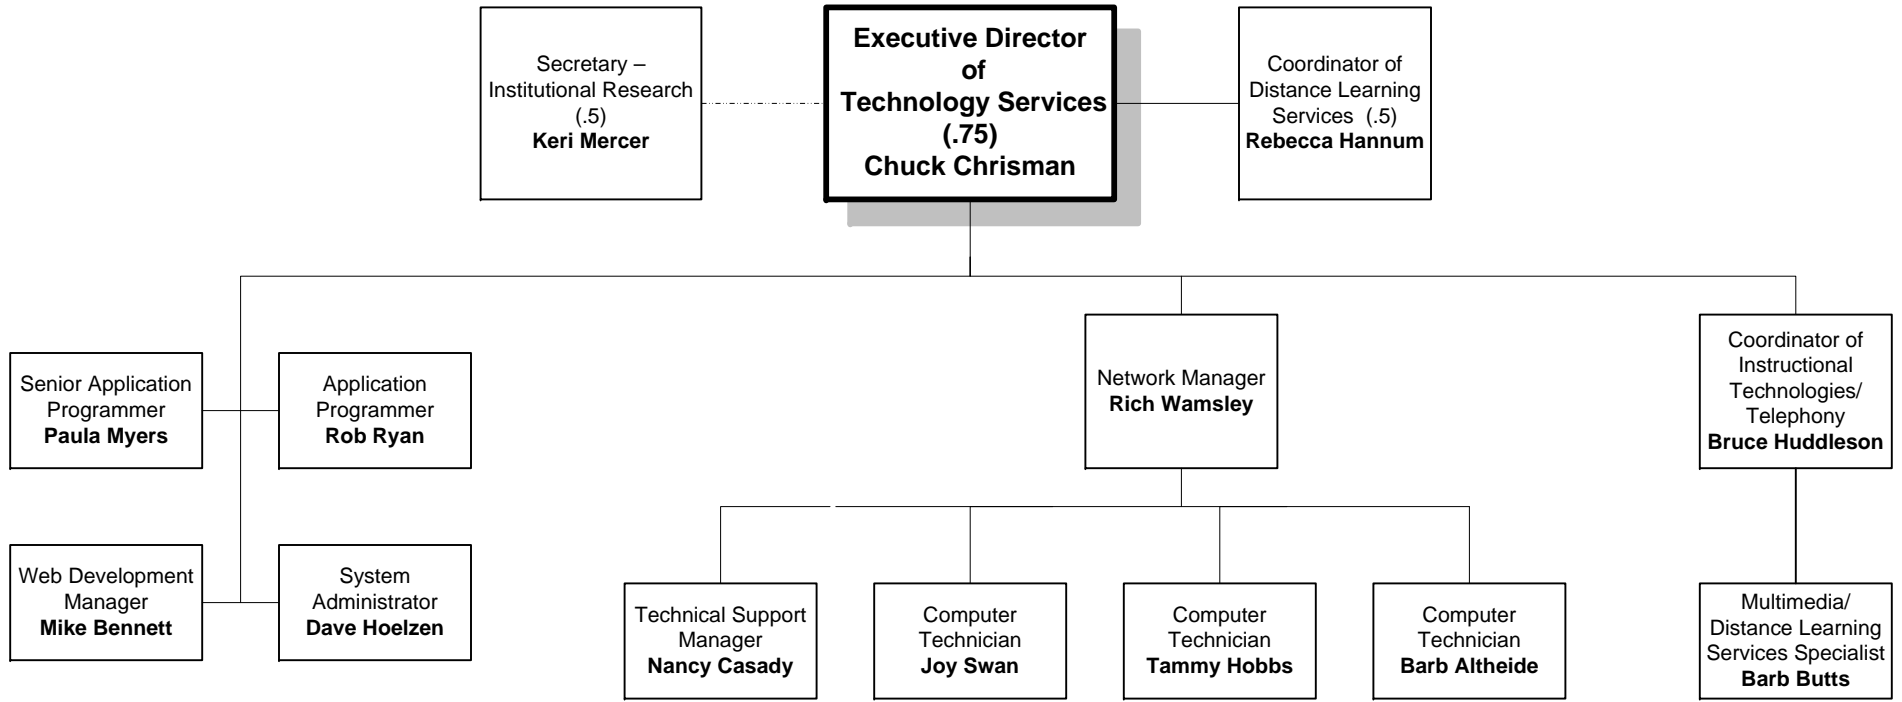 Secretary –
Institutional Research
(.5)
Keri Mercer
Executive Director
of
Technology Services
(.75)
Chuck Chrisman
Coordinator of
Distance Learning
Services (.5)
Rebecca Hannum
Senior Application
Programmer
Paula Myers
Application
Programmer
Rob Ryan
Network Manager
Rich Wamsley
Coordinator of
Instructional
Technologies/
Telephony
Bruce Huddleson
Web Development
Manager
Mike Bennett
System
Administrator
Dave Hoelzen
Technical Support
Manager
Nancy Casady
Computer
Technician
Joy Swan
Computer
Technician
Tammy Hobbs
Computer
Technician
Barb Altheide
Multimedia/
Distance Learning
Services Specialist
Barb Butts